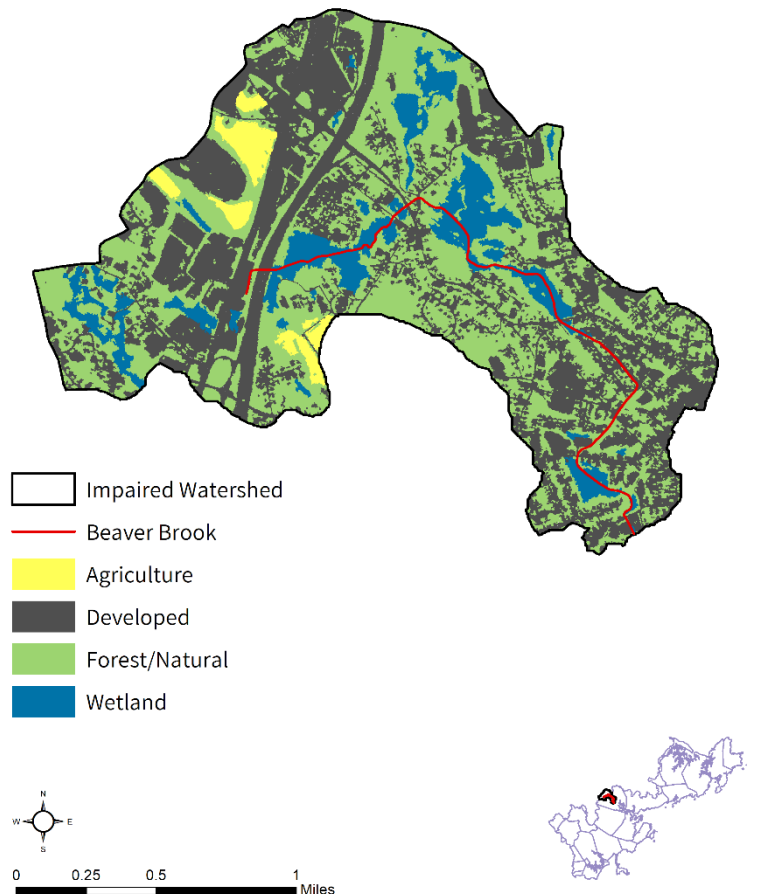 Impaired Watershed
Beaver Brook
Agriculture
Developed
Forest/Natural
Wetland
N
W E
S
0 0.25 0.5 1
Miles